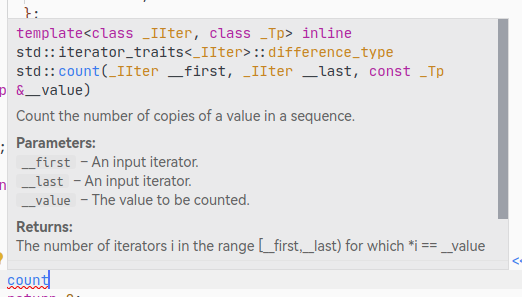 };
template<class _IIter, class _Tp> inline
std::iterator_traits<_IIter>::difference_type
std::count(_IIter __first, _IIter __last, const _Tp
&__value)
Count the number of copies of a value in a sequence.
Parameters:
__first – An input iterator.
__last – An input iterator.
__value – The value to be counted.
Returns:
The number of iterators i in the range [__first,__last) for which *i == __value
count